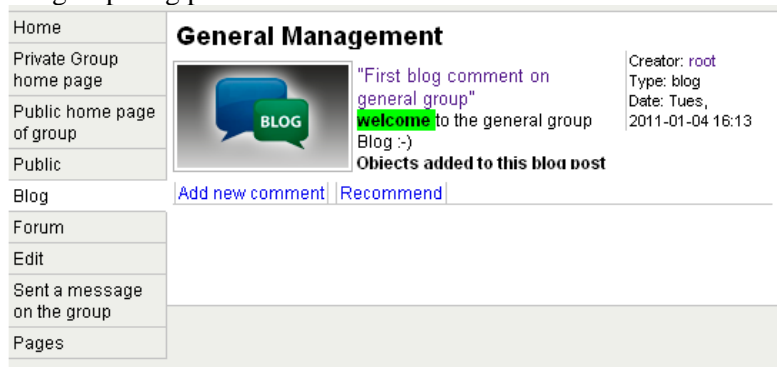 Home
Private Group
home page
Public home page
of group
Public
Blog
Forum
Edit
Sent a message
on the group
Pages
General Management
BLOG
"First blog comment on
general group"
welcome to the general group
Blog :-)
Objects added to this blog post
Creator: root
Type: blog
Date: Tues,
2011-01-04 16:13
Add new comment
Recommend